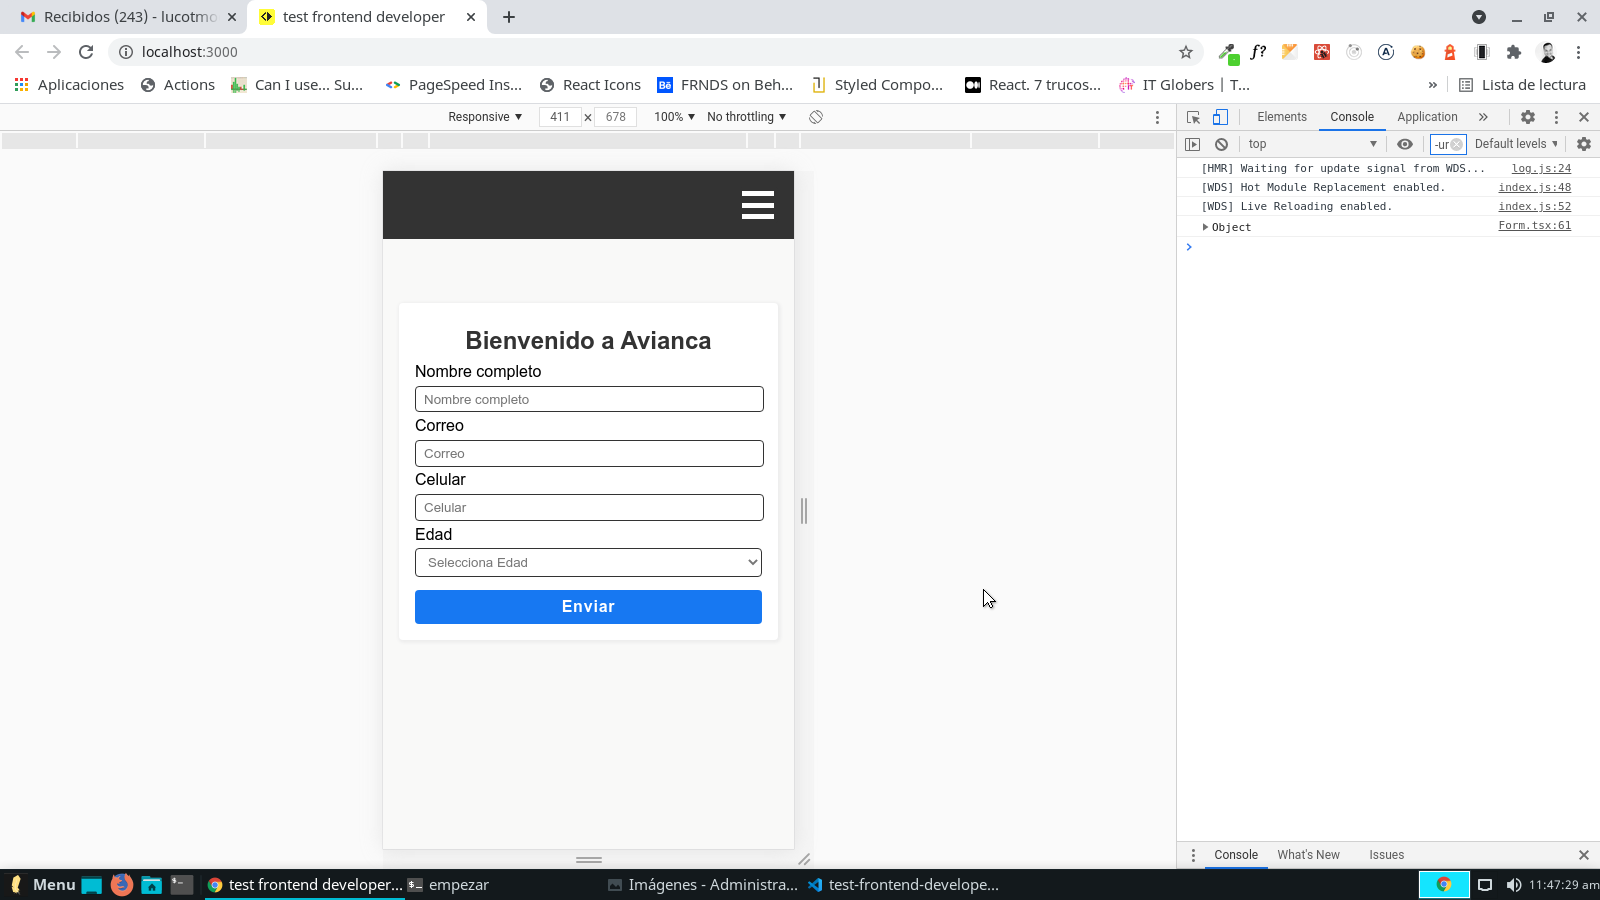 Recibidos (243) - lucotmo
test frontend developer
localhost:3000
f?
A
Aplicaciones
Actions
Can I use... Su...
PageSpeed Ins...
React Icons
Bē FRNDS on Beh...
Styled Compo...
React. 7 trucos...
IT Globers | T...
»
Lista de lectura
Responsive
411 × 678
100%
No throttling
Elements
Console
Application
»
top
-ur
Default levels
[HMR] Waiting for update signal from WDS... log.js:24
[WDS] Hot Module Replacement enabled. index.js:48
[WDS] Live Reloading enabled. index.js:52
Object Form.tsx:61
Bienvenido a Avianca
Nombre completo
Nombre completo
Correo
Correo
Celular
Celular
Edad
Selecciona Edad
Enviar
Console
What's New
Issues
Menu
test frontend developer...
empezar
Imágenes - Administra...
test-frontend-develope...
11:47:29 am